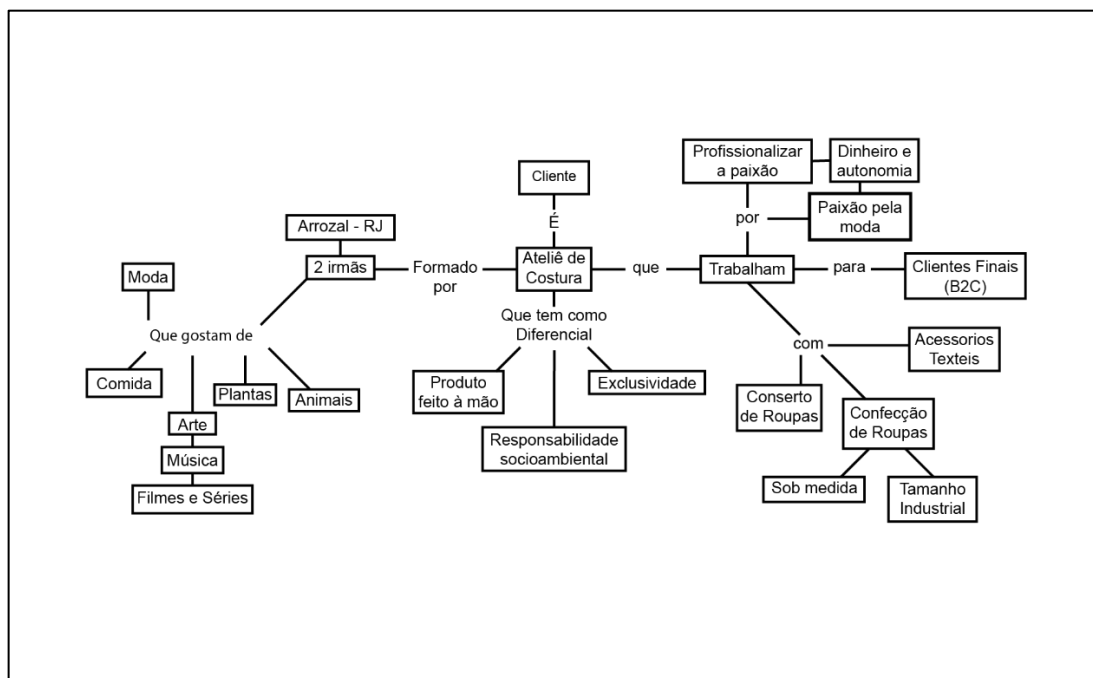 Profissionalizar
a paixão
Dinheiro e
autonomia
Cliente
É
por
Paixão pela
moda
Arrozal - RJ
2 irmãs
Formado
por
Ateliê de
Costura
que
Trabalham
para
Clientes Finais
(B2C)
Moda
Que gostam de
Que tem como
Diferencial
com
Acessorios
Texteis
Comida
Plantas
Animais
Produto
feito à mão
Exclusividade
Conserto
de Roupas
Confecção
de Roupas
Arte
Música
Filmes e Séries
Responsabilidade
socioambiental
Sob medida
Tamanho
Industrial